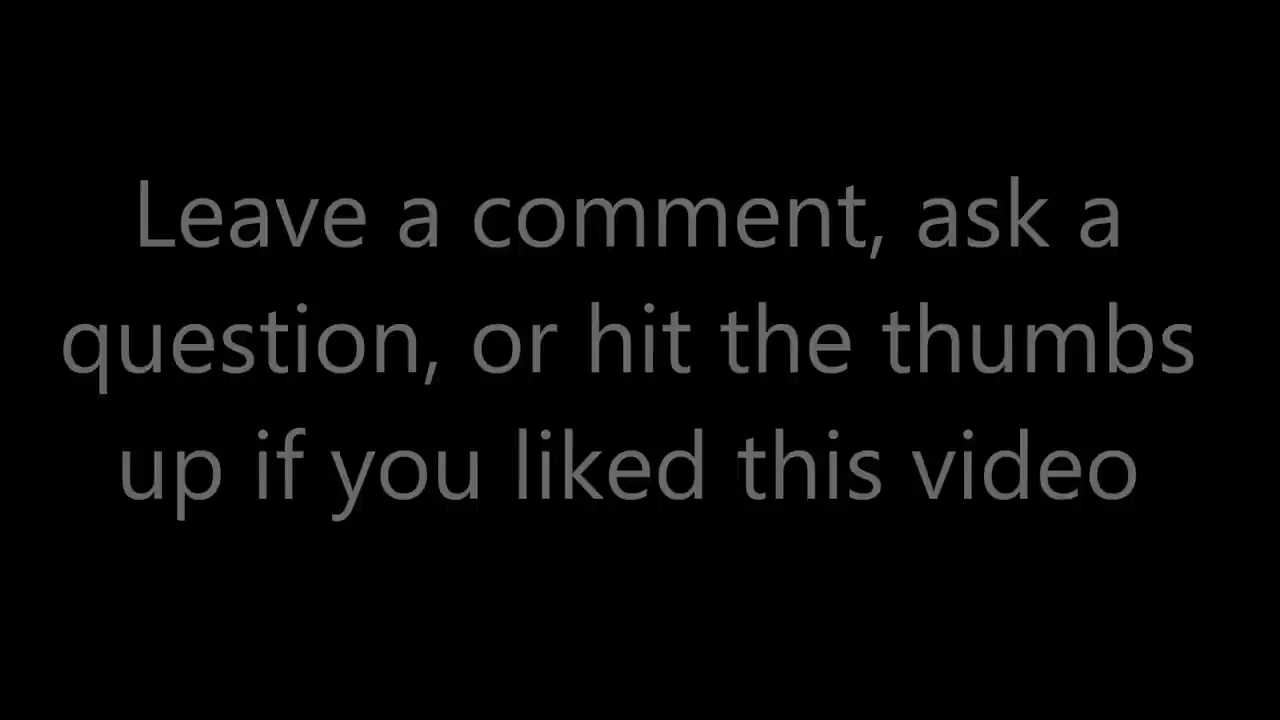 Leave a comment, ask a
question, or hit the thumbs
up if you liked this video